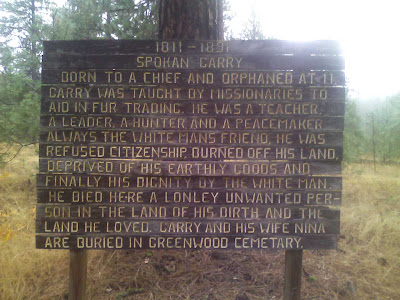 1811-1891
SPOKAN GARRY
BORN TO A CHIEF AND ORPHANED AT 11,
GARRY WAS TAUGHT BY MISSIONARIES TO
AID IN FUR TRADING. HE WAS A TEACHER,
A LEADER, A HUNTER AND A PEACEMAKER
ALWAYS THE WHITE MANS FRIEND, HE WAS
REFUSED CITIZENSHIP, BURNED OFF HIS LAND,
DEPRIVED OF HIS EARTHLY GOODS AND
FINALLY HIS DIGNITY BY THE WHITE MAN.
HE DIED HERE A LONLEY UNWANTED PER-
SON IN THE LAND OF HIS BIRTH AND THE
LAND HE LOVED. GARRY AND HIS WIFE NINA
ARE BURIED IN GREENWOOD CEMETARY.